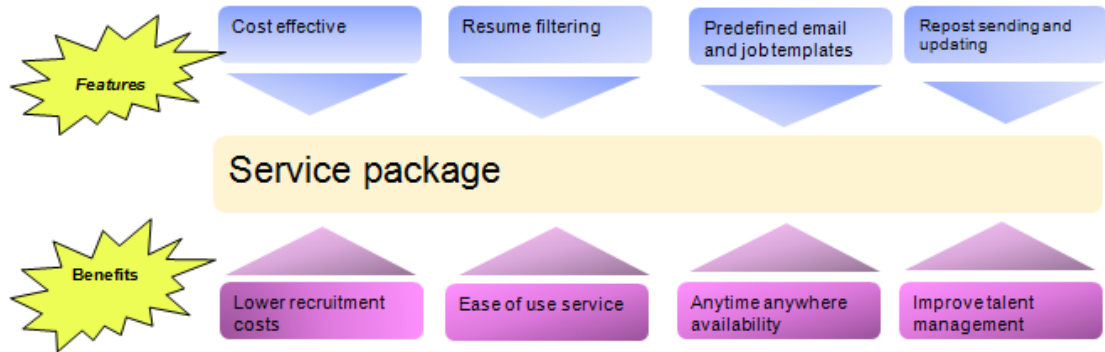 Cost effective
Resume filtering
Predefined email
and job templates
Repost sending and
updating
Features
Service package
Benefits
Lower recruitment
costs
Ease of use service
Anytime anywhere
availability
Improve talent
management